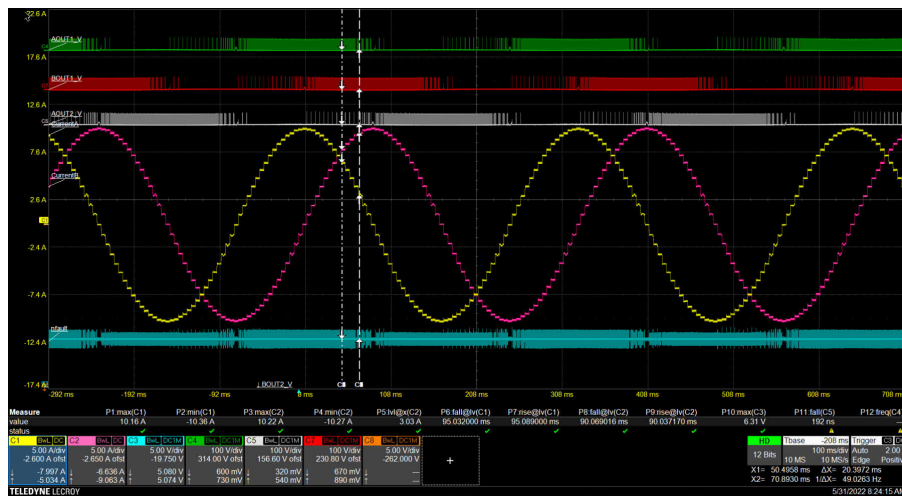 22.6 A
AOUT1_V
17.6 A
BOUT1_V
12.6 A
AOUT2_V
CurrentA
7.6 A
CurrentB
2.6 A
-2.4 A
-7.4 A
nfault
-12.4 A
-17.4 A
BOUT2_V
-292 ms -192 ms -92 ms 8 ms 108 ms 208 ms 308 ms 408 ms 508 ms 608 ms 708 ms
Measure P1:max(C1) P2:min(C1) P3:max(C2) P4:min(C2) P5:lvl@x(C2) P6:fall@lv(C1) P7:rise@lv(C1) P8:fall@lv(C2) P9:rise@lv(C2) P10:max(C3) P11:fall(C5) P12:freq(C4)
value 10.16 A -10.36 A 10.22 A -10.27 A 3.03 A 95.032000 ms 95.089000 ms 90.069016 ms 90.037170 ms 6.31 V 192 ns
status
C1 BwL DC C2 BwL DC C3 BwL DC1M C4 BwL DC1M C5 BwL DC1M C7 BwL DC1M C8 BwL DC1M HD Tbase -208 ms Trigger C3 DC
5.00 A/div 5.00 A/div 5.00 V/div 100 V/div 100 V/div 100 V/div 5.00 V/div 12 Bits 100 ms/div Auto 2.00
-2.600 A ofst -2.650 A ofst -19.750 V ofst 314.00 V ofst 156.60 V ofst 230.80 V ofst -262.000 V 10 MS 10 MS/s Edge Positiv
-7.997 A -6.636 A 5.080 V 600 mV 320 mV 670 mV --- X1= 50.4958 ms ΔX= 20.3972 ms
-5.034 A -9.063 A 5.074 V 730 mV 540 mV 890 mV --- X2= 70.8930 ms 1/ΔX= 49.0263 Hz
TELEDYNE LECROY 5/31/2022 8:24:15 AM